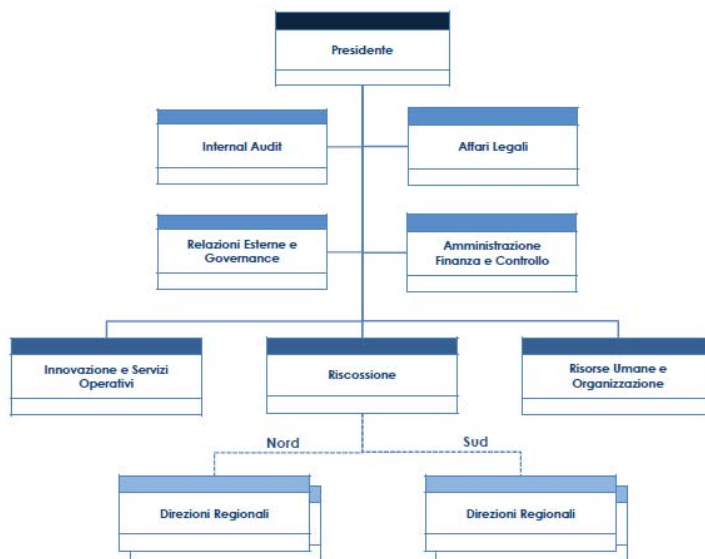 Presidente
Internal Audit
Affari Legali
Relazioni Esterne e
Governance
Amministrazione
Finanza e Controllo
Innovazione e Servizi
Operativi
Riscossione
Risorse Umane e
Organizzazione
Nord
Sud
Direzioni Regionali
Direzioni Regionali